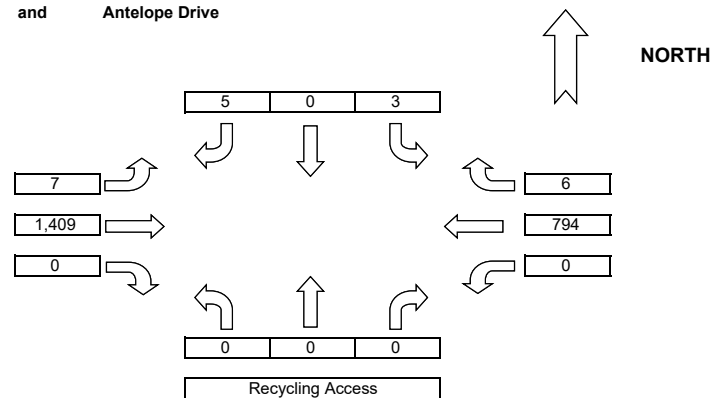 and Antelope Drive
NORTH
5 0 3
7 6
1,409 794
0 0
0 0 0
Recycling Access